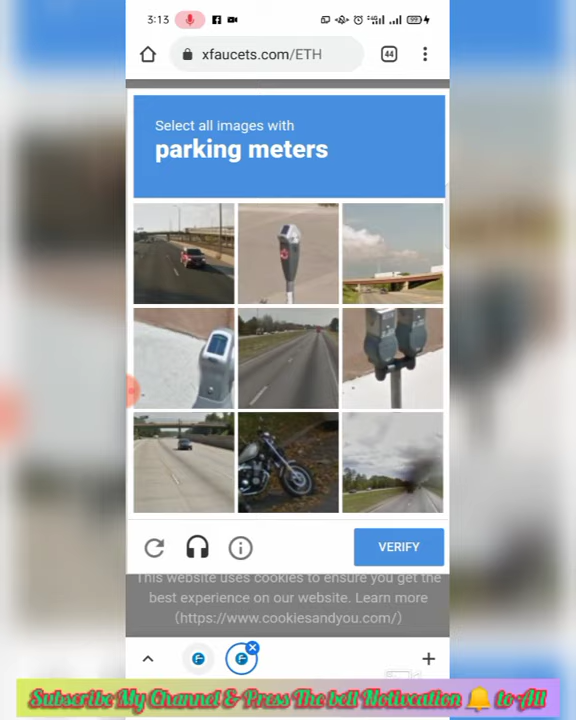 3:13
xfaucets.com/ETH
44
Select all images with
parking meters
VERIFY
This website uses cookies to ensure you get the
best experience on our website. Learn more
(https://www.cookiesandyou.com/)
Subscribe My Channel & Press The bell Notiveation 🔔 to All